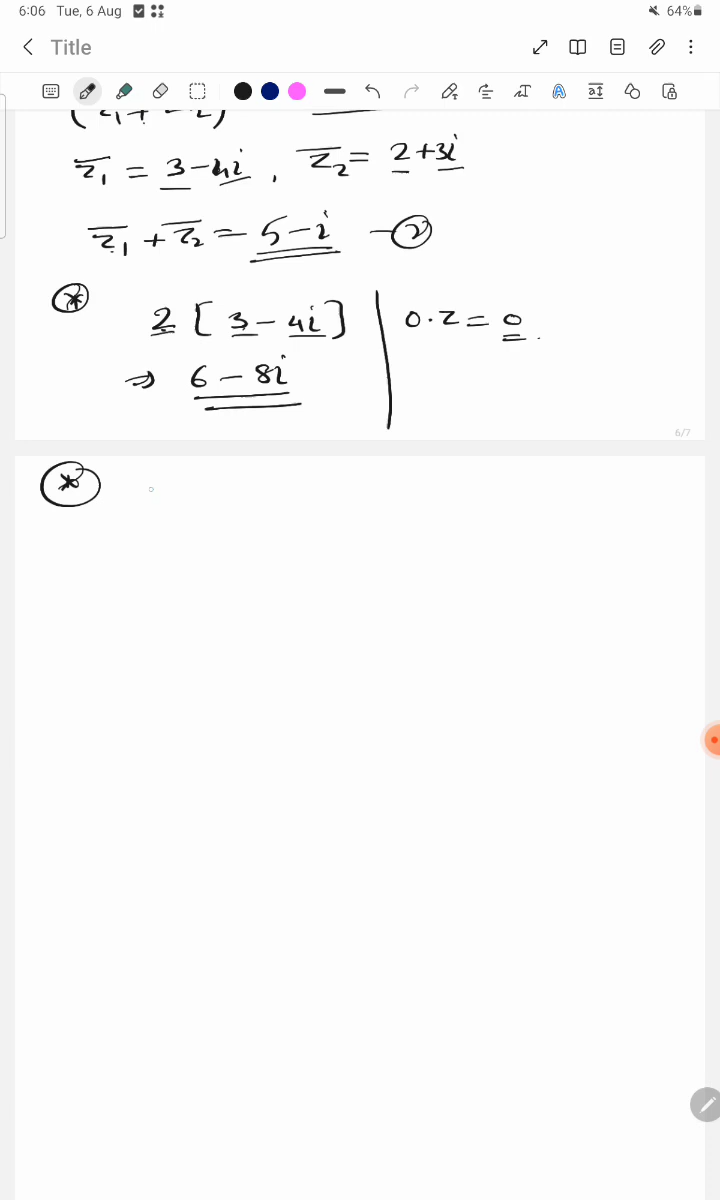 6:06 Tue, 6 Aug 64%
Title
z̅₁ = 3 - 4i , z̅₂ = 2 + 3i
z̅₁ + z̅₂ = 5 - i — ②
* 2 [ 3 - 4i ] | 0 . z = 0 .
⇒ 6 - 8i
6/7
*